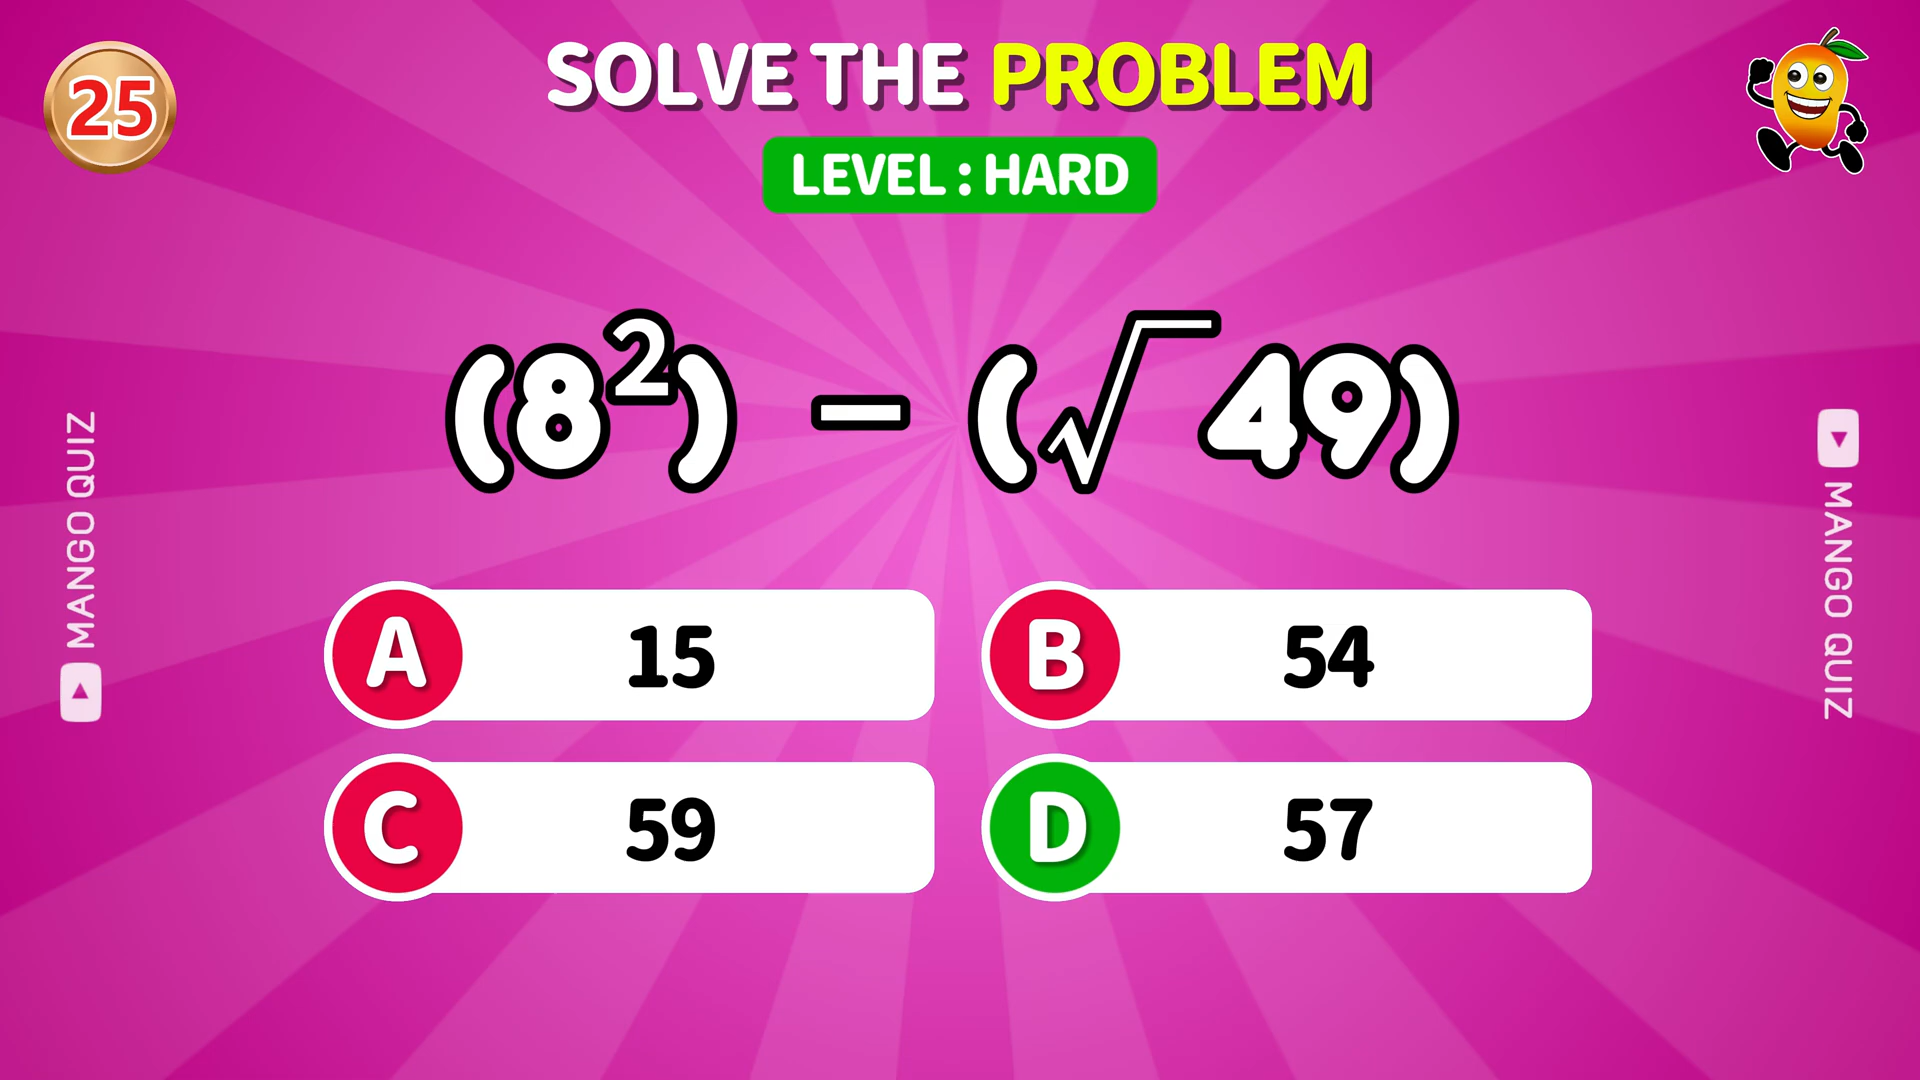 25
SOLVE THE PROBLEM
LEVEL : HARD
(8²) – (√49)
A 15
B 54
C 59
D 57
MANGO QUIZ
MANGO QUIZ